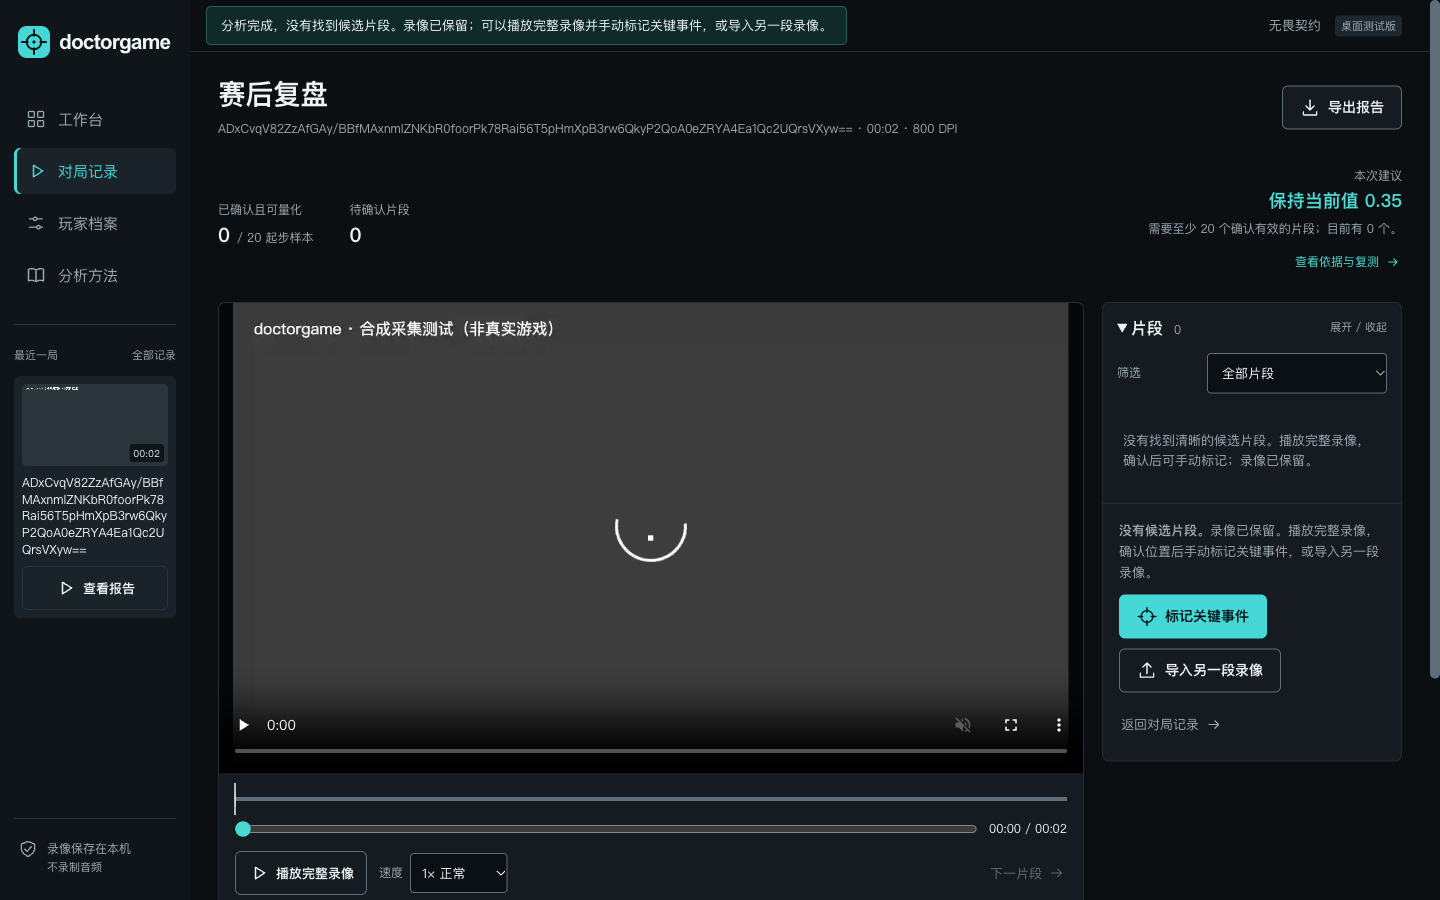 分析完成，没有找到候选片段。录像已保留；可以播放完整录像并手动标记关键事件，或导入另一段录像。
无畏契约
桌面测试版
doctorgame
工作台
对局记录
玩家档案
分析方法
最近一局
全部记录
00:02
ADxCvqV82ZzAfGAy/BBf
MAxnmlZNKbR0foorPk78
Rai56T5pHmXpB3rw6Qky
P2QoA0eZRYA4Ea1Qc2U
QrsVXyw==
查看报告
录像保存在本机
不录制音频
赛后复盘
ADxCvqV82ZzAfGAy/BBfMAxnmlZNKbR0foorPk78Rai56T5pHmXpB3rw6QkyP2QoA0eZRYA4Ea1Qc2UQrsVXyw== · 00:02 · 800 DPI
导出报告
已确认且可量化
0 / 20 起步样本
待确认片段
0
本次建议
保持当前值 0.35
需要至少 20 个确认有效的片段；目前有 0 个。
查看依据与复测 →
doctorgame · 合成采集测试（非真实游戏）
0:00
00:00 / 00:02
播放完整录像
速度
1× 正常
下一片段 →
片段 0
展开 / 收起
筛选
全部片段
没有找到清晰的候选片段。播放完整录像，
确认后可手动标记；录像已保留。
没有候选片段。录像已保留。播放完整录像，
确认位置后手动标记关键事件，或导入另一段
录像。
标记关键事件
导入另一段录像
返回对局记录 →